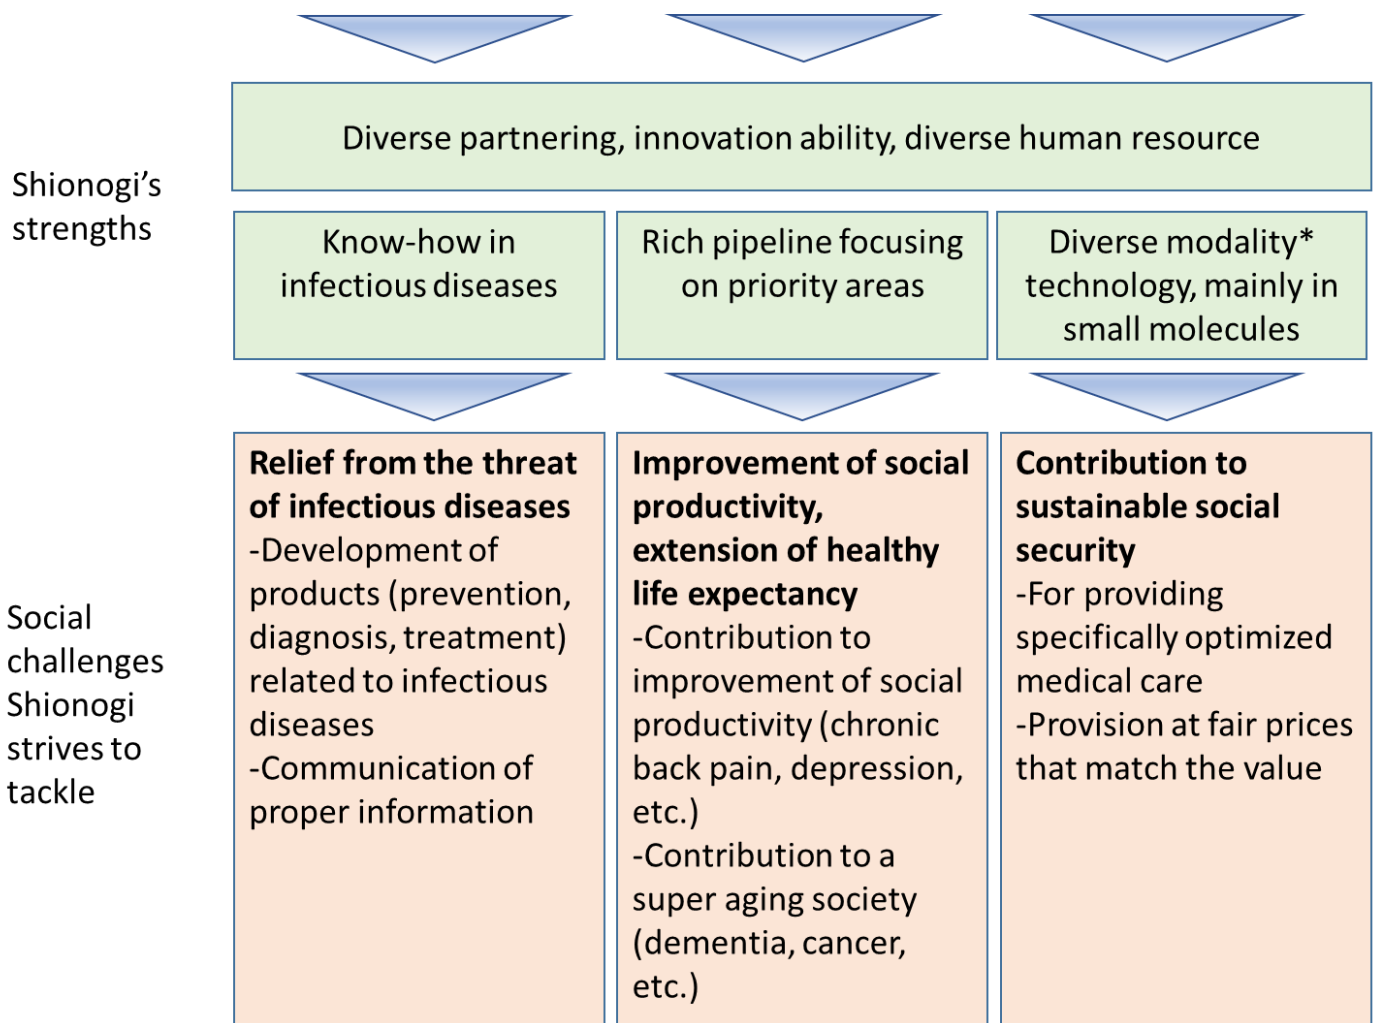 Diverse partnering, innovation ability, diverse human resource
Shionogi’s
strengths
Know-how in
infectious diseases
Rich pipeline focusing
on priority areas
Diverse modality*
technology, mainly in
small molecules
Social
challenges
Shionogi
strives to
tackle
Relief from the threat
of infectious diseases
-Development of
products (prevention,
diagnosis, treatment)
related to infectious
diseases
-Communication of
proper information
Improvement of social
productivity,
extension of healthy
life expectancy
-Contribution to
improvement of social
productivity (chronic
back pain, depression,
etc.)
-Contribution to a
super aging society
(dementia, cancer,
etc.)
Contribution to
sustainable social
security
-For providing
specifically optimized
medical care
-Provision at fair prices
that match the value